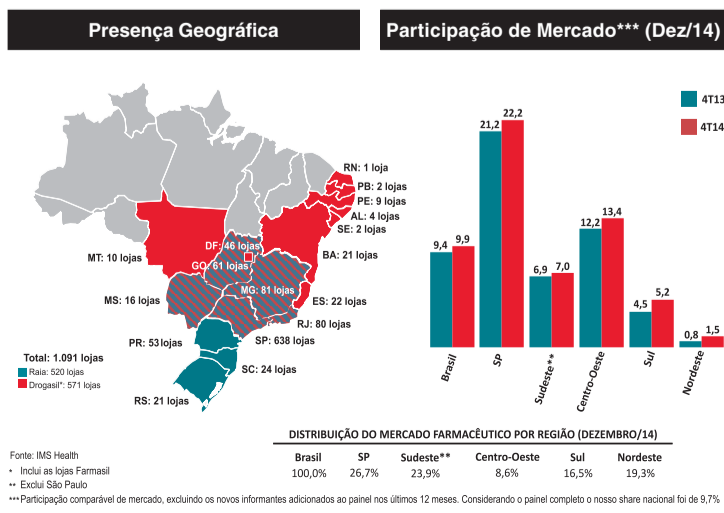 Presença Geográfica
RN: 1 loja
PB: 2 lojas
PE: 9 lojas
AL: 4 lojas
SE: 2 lojas
DF: 46 lojas
BA: 21 lojas
MT: 10 lojas
GO: 61 lojas
MG: 81 lojas
MS: 16 lojas
ES: 22 lojas
RJ: 80 lojas
SP: 638 lojas
PR: 53 lojas
SC: 24 lojas
RS: 21 lojas
Total: 1.091 lojas
Raia: 520 lojas
Drogasil*: 571 lojas
Participação de Mercado*** (Dez/14)
4T13
4T14
9,4 9,9
21,2 22,2
6,9 7,0
12,2 13,4
4,5 5,2
0,8 1,5
Brasil SP Sudeste** Centro-Oeste Sul Nordeste
DISTRIBUIÇÃO DO MERCADO FARMACÊUTICO POR REGIÃO (DEZEMBRO/14)
Brasil SP Sudeste** Centro-Oeste Sul Nordeste
100,0% 26,7% 23,9% 8,6% 16,5% 19,3%
Fonte: IMS Health
* Inclui as lojas Farmasil
** Exclui São Paulo
***Participação comparável de mercado, excluindo os novos informantes adicionados ao painel nos últimos 12 meses. Considerando o painel completo o nosso share nacional foi de 9,7%